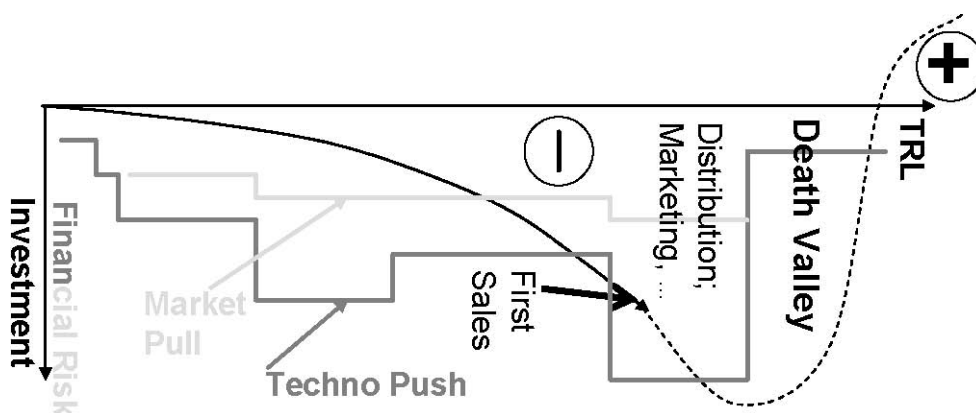 +
TRL
Death Valley
Distribution;
Marketing, ...
First
Sales
Market
Pull
Techno Push
Financial Risk
Investment